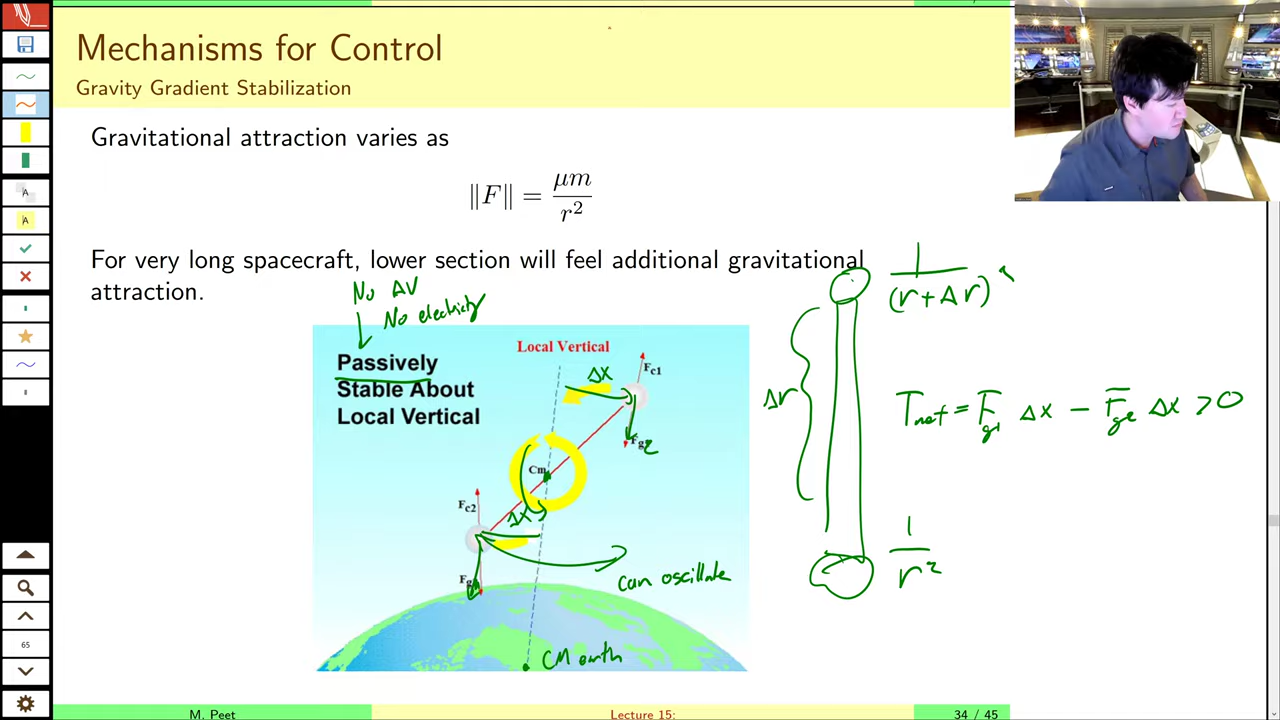 Mechanisms for Control
Gravity Gradient Stabilization
Gravitational attraction varies as
‖F‖ = μm / r²
For very long spacecraft, lower section will feel additional gravitational
attraction.
No ΔV
No electricity
Passively
Stable About
Local Vertical
Local Vertical
Fc1
Δx
Cm
Fc2
Δx
can oscillate
CM earth
1 / (r + Δr)²
Δr
Tnet = Fg1 Δx − Fg2 Δx > 0
1 / r²
A
A
65
M. Peet
Lecture 15:
34 / 45